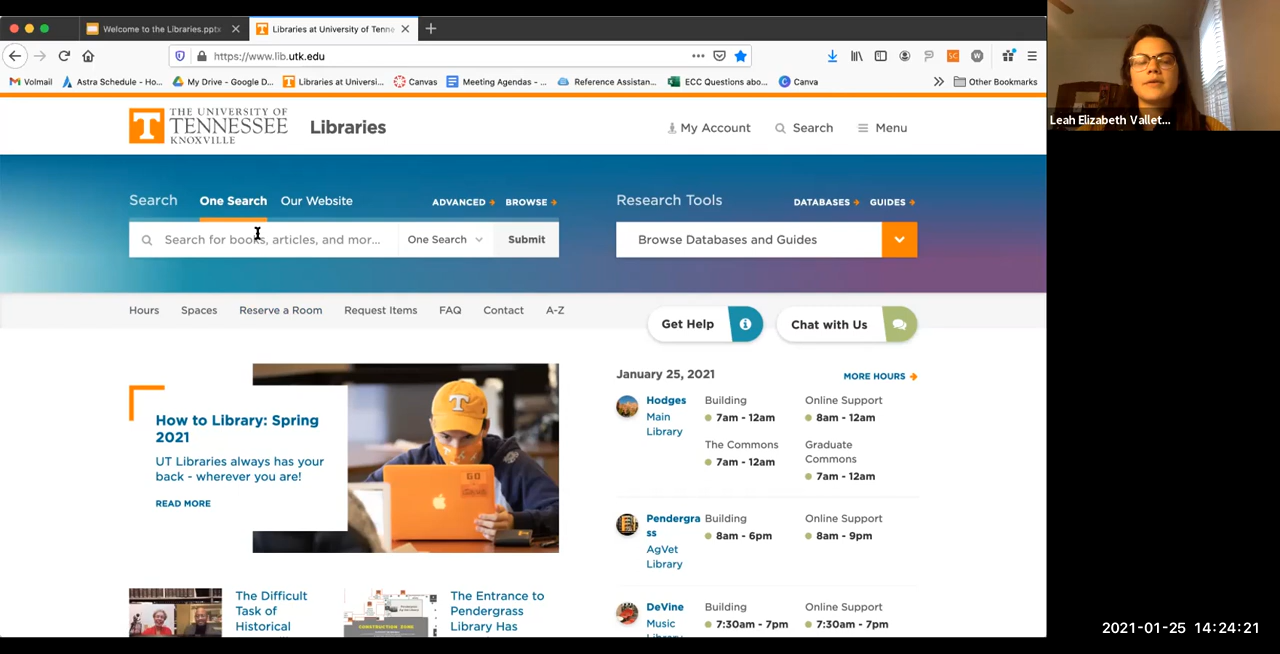 Welcome to the Libraries.pptx
Libraries at University of Tenne
https://www.lib.utk.edu
Volmail
Astra Schedule - Ho...
My Drive - Google D...
Libraries at Universi...
Canvas
Meeting Agendas - ...
Reference Assistan...
ECC Questions abo...
Canva
Other Bookmarks
Leah Elizabeth Vallet...
T
THE UNIVERSITY OF
TENNESSEE
KNOXVILLE
Libraries
My Account
Search
Menu
Search
One Search
Our Website
ADVANCED
BROWSE
Research Tools
DATABASES
GUIDES
Search for books, articles, and mor...
One Search
Submit
Browse Databases and Guides
Hours
Spaces
Reserve a Room
Request Items
FAQ
Contact
A-Z
Get Help
Chat with Us
How to Library: Spring
2021
UT Libraries always has your
back - wherever you are!
READ MORE
T
GO
January 25, 2021
MORE HOURS
Hodges
Main
Library
Building
7am - 12am
Online Support
8am - 12am
The Commons
7am - 12am
Graduate
Commons
7am - 12am
Pendergra
ss
AgVet
Library
Building
8am - 6pm
Online Support
8am - 9pm
DeVine
Music
Building
7:30am - 7pm
Online Support
7:30am - 7pm
The Difficult
Task of
Historical
CONSTRUCTION ZONE
The Entrance to
Pendergrass
Library Has
2021-01-25 14:24:21